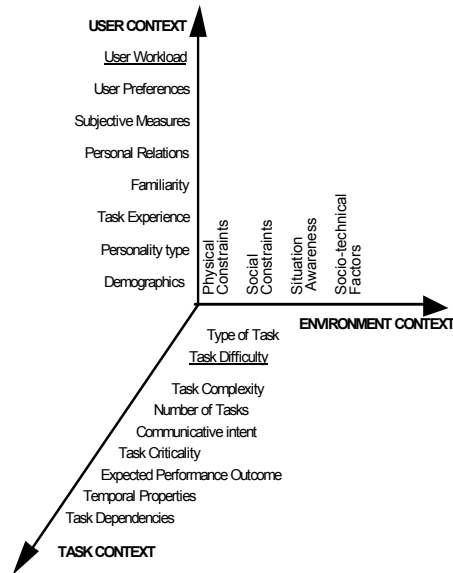 USER CONTEXT
User Workload
User Preferences
Subjective Measures
Personal Relations
Familiarity
Task Experience
Personality type
Demographics
Physical
Constraints
Social
Constraints
Situation
Awareness
Socio-technical
Factors
ENVIRONMENT CONTEXT
Type of Task
Task Difficulty
Task Complexity
Number of Tasks
Communicative intent
Task Criticality
Expected Performance Outcome
Temporal Properties
Task Dependencies
TASK CONTEXT